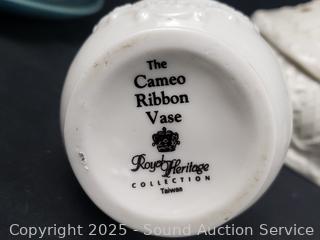 The
Cameo
Ribbon
Vase
Royal Heritage
COLLECTION
Taiwan
Copyright 2025 - Sound Auction Service